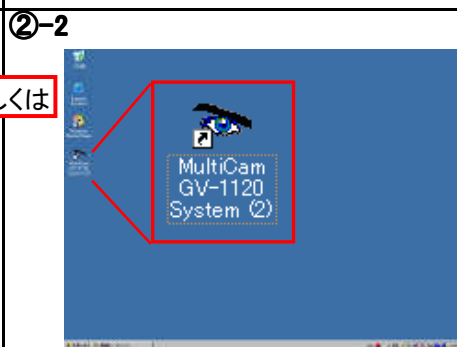 ②-2
くは
MultiCam
GV-1120
System (2)